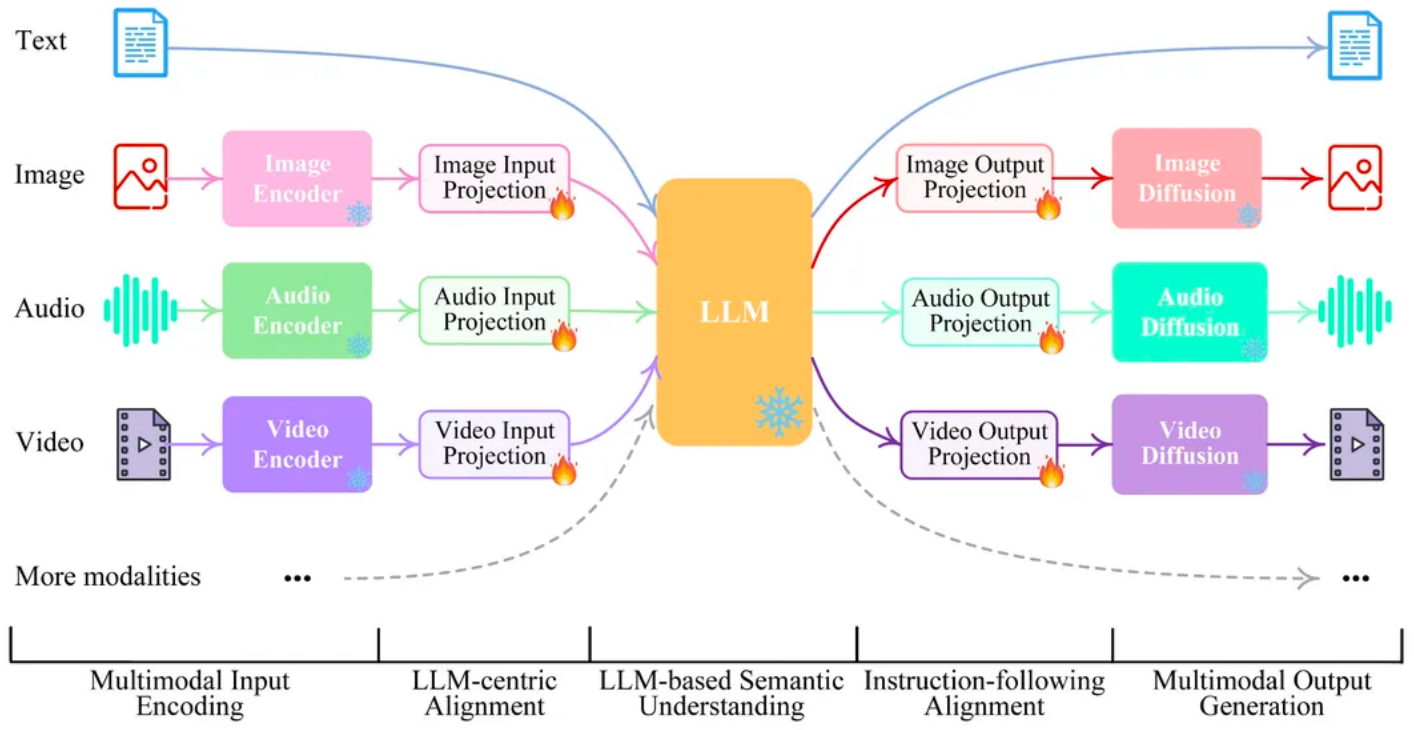 Text
Image
Image
Encoder
Image Input
Projection
Image Output
Projection
Image
Diffusion
Audio
Audio
Encoder
Audio Input
Projection
LLM
Audio Output
Projection
Audio
Diffusion
Video
Video
Encoder
Video Input
Projection
Video Output
Projection
Video
Diffusion
More modalities
...
...
Multimodal Input
Encoding
LLM-centric
Alignment
LLM-based Semantic
Understanding
Instruction-following
Alignment
Multimodal Output
Generation